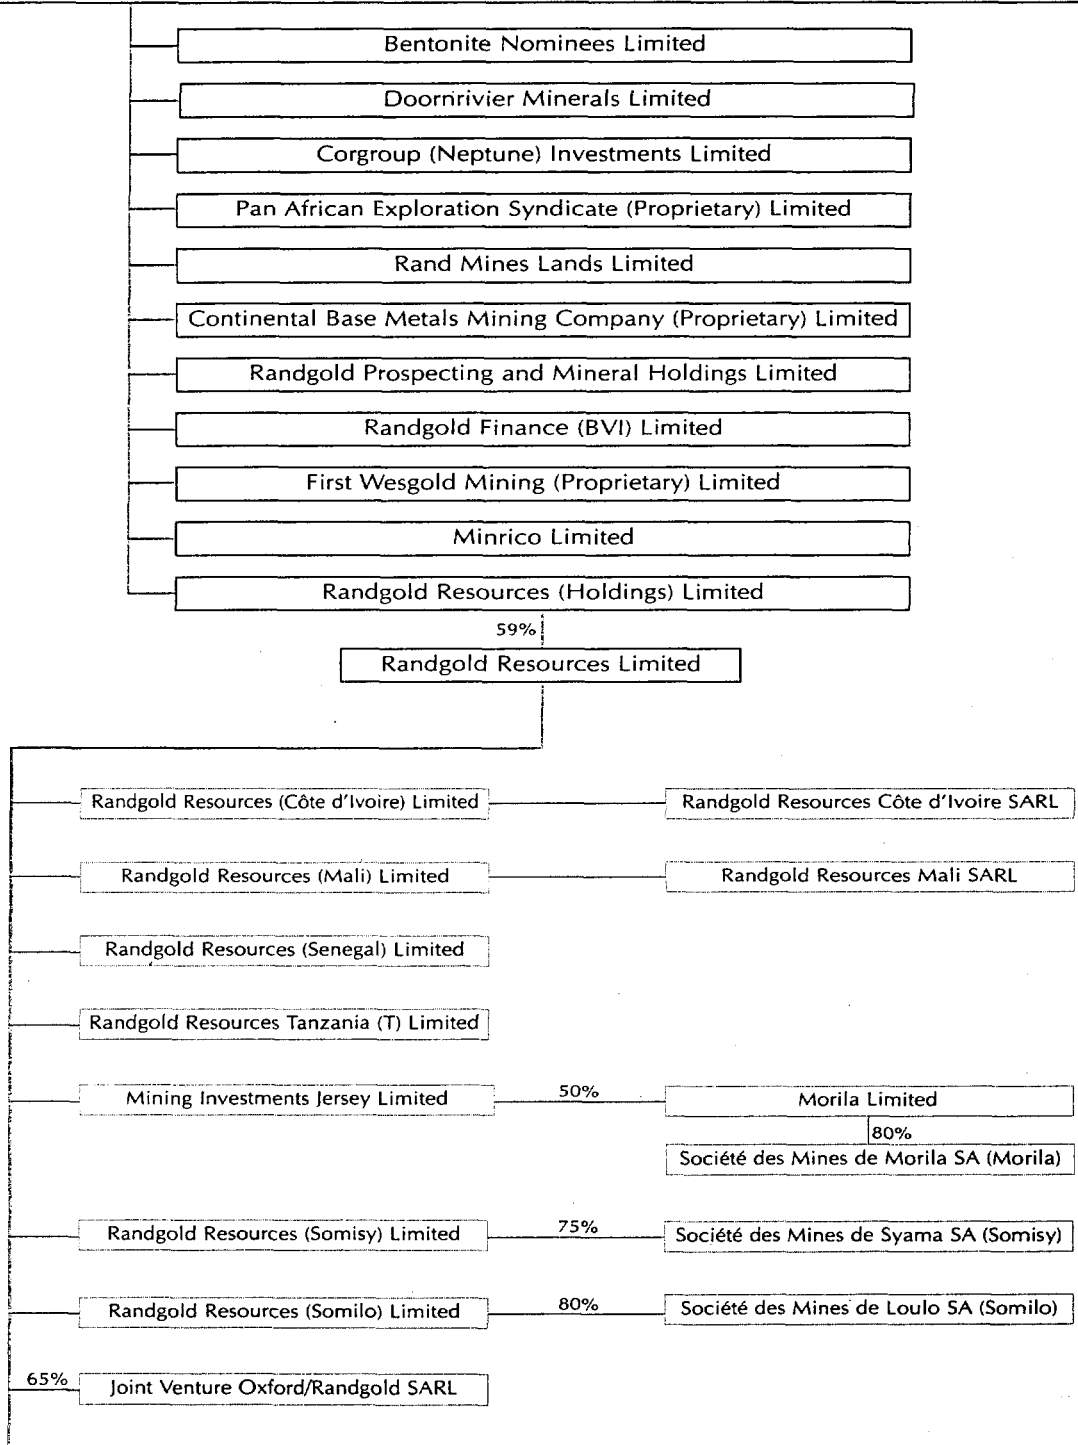 Bentonite Nominees Limited
Doornrivier Minerals Limited
Corgroup (Neptune) Investments Limited
Pan African Exploration Syndicate (Proprietary) Limited
Rand Mines Lands Limited
Continental Base Metals Mining Company (Proprietary) Limited
Randgold Prospecting and Mineral Holdings Limited
Randgold Finance (BVI) Limited
First Wesgold Mining (Proprietary) Limited
Minrico Limited
Randgold Resources (Holdings) Limited
59%
Randgold Resources Limited
Randgold Resources (Côte d'Ivoire) Limited
Randgold Resources Côte d'Ivoire SARL
Randgold Resources (Mali) Limited
Randgold Resources Mali SARL
Randgold Resources (Senegal) Limited
Randgold Resources Tanzania (T) Limited
Mining Investments Jersey Limited
50%
Morila Limited
80%
Société des Mines de Morila SA (Morila)
Randgold Resources (Somisy) Limited
75%
Société des Mines de Syama SA (Somisy)
Randgold Resources (Somilo) Limited
80%
Société des Mines de Loulo SA (Somilo)
65%
Joint Venture Oxford/Randgold SARL